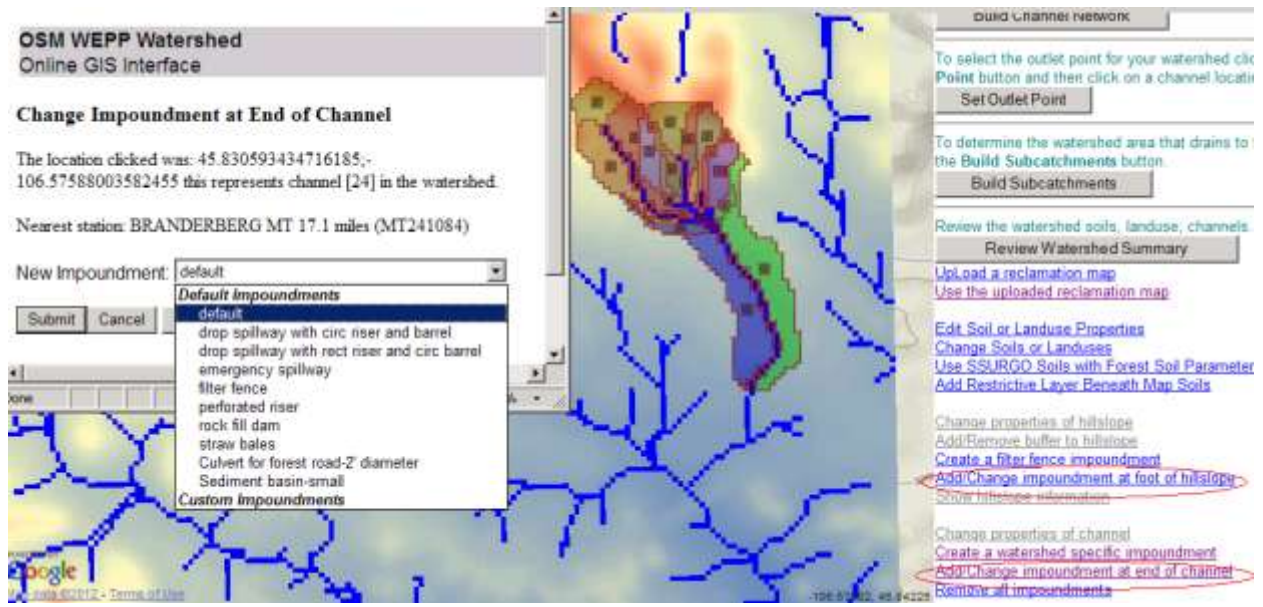 OSM WEPP Watershed
Online GIS Interface
Change Impoundment at End of Channel
The location clicked was: 45.830593434716185,-
106.57588003582455 this represents channel [24] in the watershed.
Nearest station: BRANDERBERG MT 17.1 miles (MT241084)
New Impoundment: default
Default Impoundments
default
drop spillway with circ riser and barrel
drop spillway with rect riser and circ barrel
emergency spillway
filter fence
perforated riser
rock fill dam
straw bales
Culvert for forest road-2' diameter
Sediment basin-small
Custom Impoundments
Submit Cancel
Build Channel Network
To select the outlet point for your watershed
Point button and then click on a channel
Set Outlet Point
To determine the watershed area that drains to
the Build Subcatchments button.
Build Subcatchments
Review the watershed soils, landuse, channels
Review Watershed Summary
UpLoad a reclamation map
Use the uploaded reclamation map
Edit Soil or Landuse Properties
Change Soils or Landuses
Use SSURGO Soils with Forest Soil Parameter
Add Restrictive Layer Beneath Map Soils
Change properties of hillslope
Add/Remove buffer to hillslope
Create a filter fence impoundment
Add/Change impoundment at foot of hillslope
Show hillslope information
Change properties of channel
Create a watershed specific impoundment
Add/Change impoundment at end of channel
Remove all impoundments
Google
Terms of Use